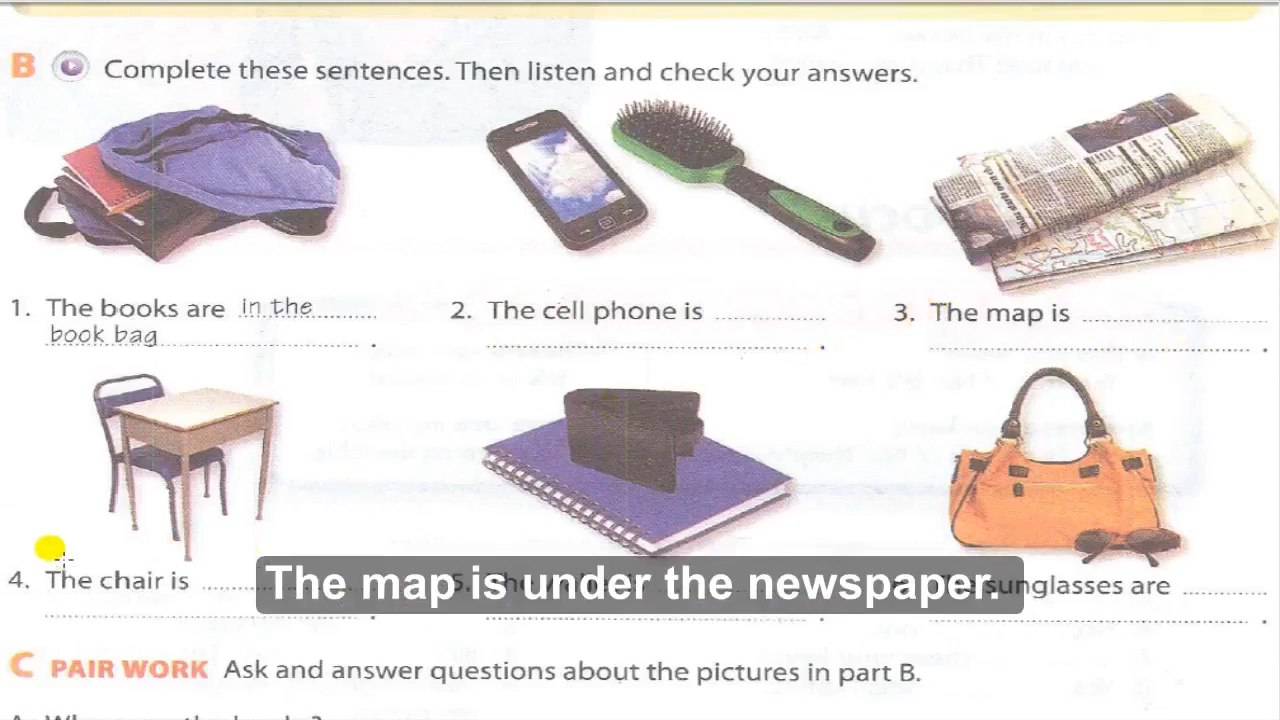 B Complete these sentences. Then listen and check your answers.
1. The books are in the
book bag.
2. The cell phone is
.
3. The map is
.
4. The chair is
5.
sunglasses are
The map is under the newspaper.
.
.
.
C PAIR WORK Ask and answer questions about the pictures in part B.